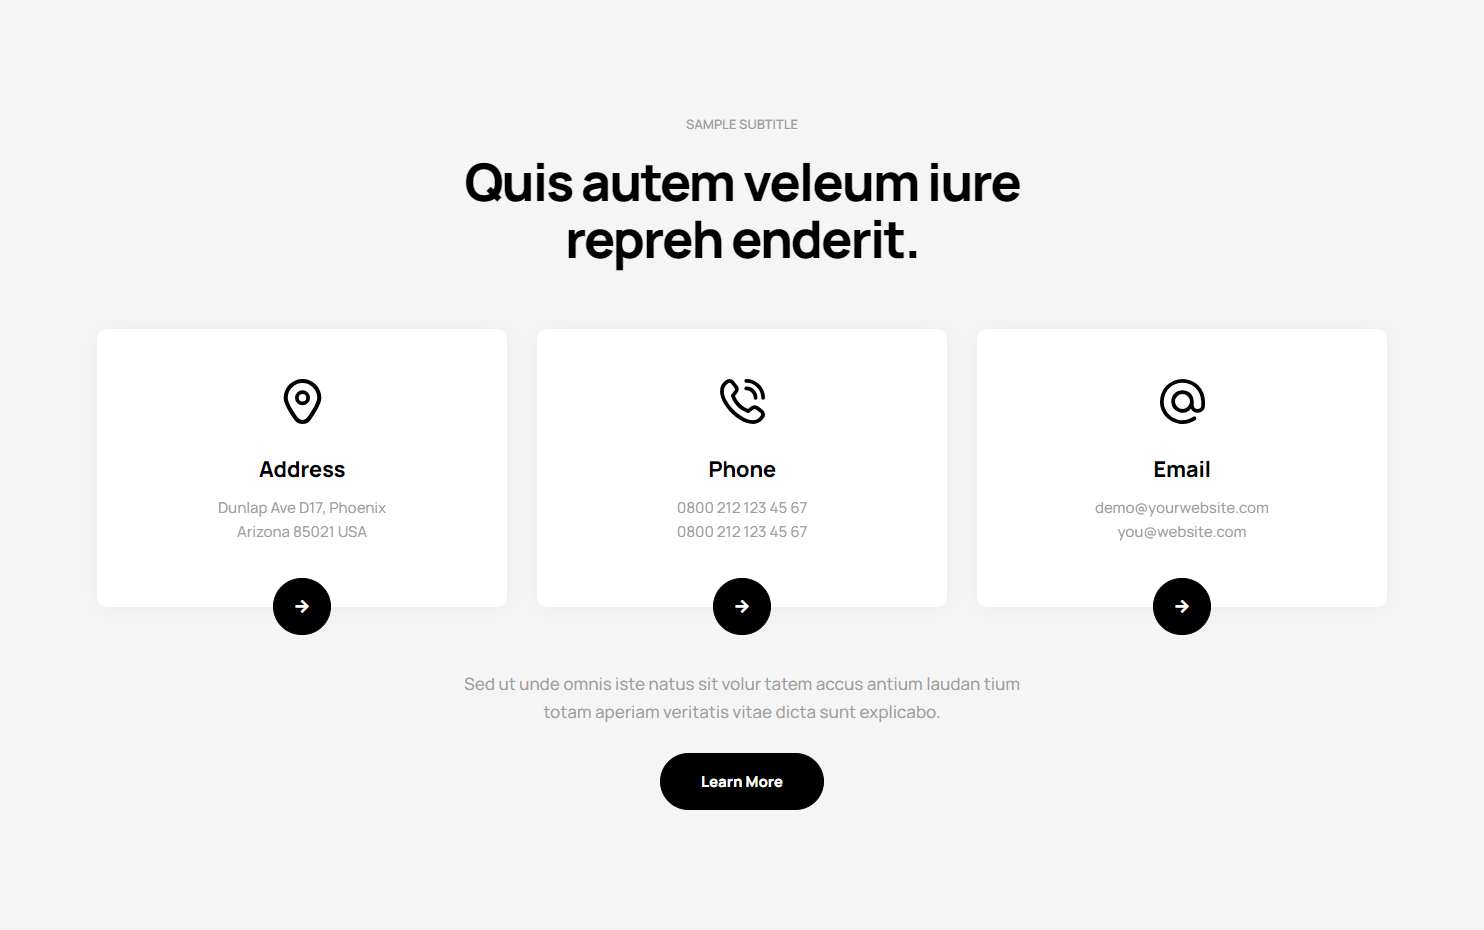 SAMPLE SUBTITLE
Quis autem veleum iure
repreh enderit.
Address
Dunlap Ave D17, Phoenix
Arizona 85021 USA
Phone
0800 212 123 45 67
0800 212 123 45 67
Email
demo@yourwebsite.com
you@website.com
Sed ut unde omnis iste natus sit volur tatem accus antium laudan tium
totam aperiam veritatis vitae dicta sunt explicabo.
Learn More